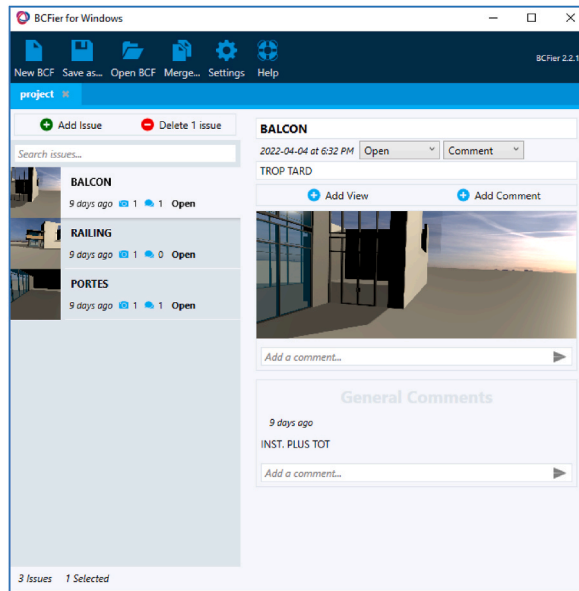 BCFier for Windows
New BCF Save as... Open BCF Merge... Settings Help
BCFier 2.2.1
project
Add Issue Delete 1 issue
Search issues...
BALCON
9 days ago 1 1 Open
RAILING
9 days ago 1 0 Open
PORTES
9 days ago 1 1 Open
BALCON
2022-04-04 at 6:32 PM Open Comment
TROP TARD
Add View Add Comment
Add a comment...
General Comments
9 days ago
INST. PLUS TOT
Add a comment...
3 Issues 1 Selected